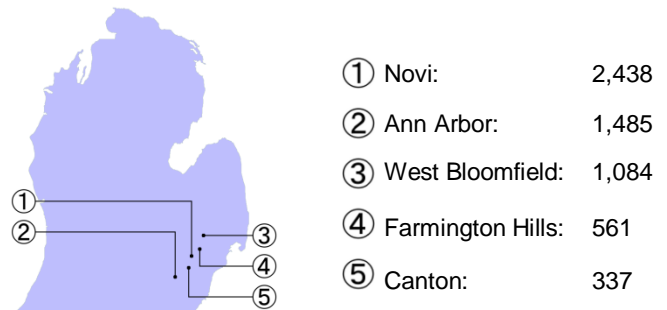 ① Novi: 2,438
② Ann Arbor: 1,485
③ West Bloomfield: 1,084
④ Farmington Hills: 561
⑤ Canton: 337
①
②
③
④
⑤